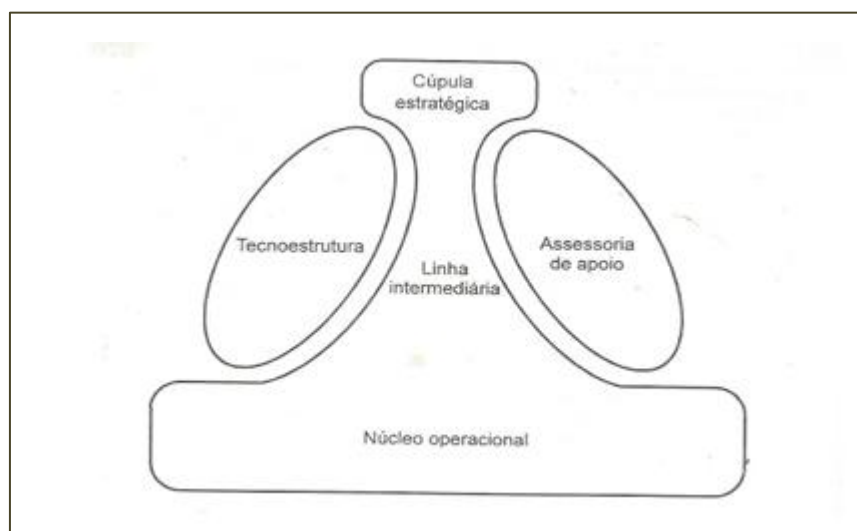 Cúpula
estratégica
Tecnoestrutura
Linha
intermediária
Assessoria
de apoio
Núcleo operacional